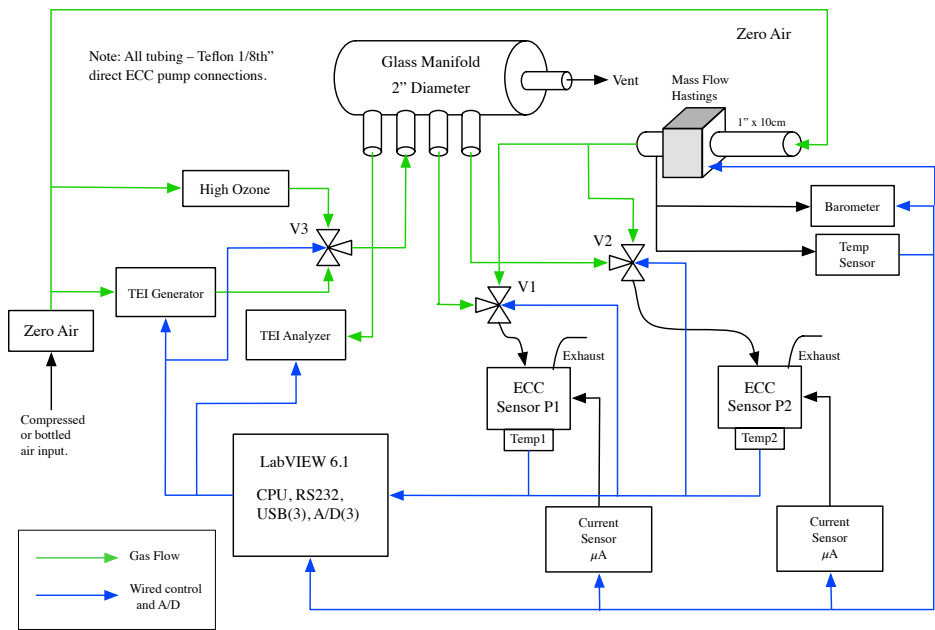 Zero Air
Note: All tubing – Teflon 1/8th”
direct ECC pump connections.
Glass Manifold
2” Diameter
Vent
Mass Flow
Hastings
1” x 10cm
High Ozone
V3
V2
Barometer
Temp
Sensor
TEI Generator
V1
Zero Air
TEI Analyzer
Exhaust
Exhaust
ECC
Sensor P1
ECC
Sensor P2
Compressed
or bottled
air input.
Temp1
Temp2
LabVIEW 6.1
CPU, RS232,
USB(3), A/D(3)
Current
Sensor
µA
Current
Sensor
µA
Gas Flow
Wired control
and A/D